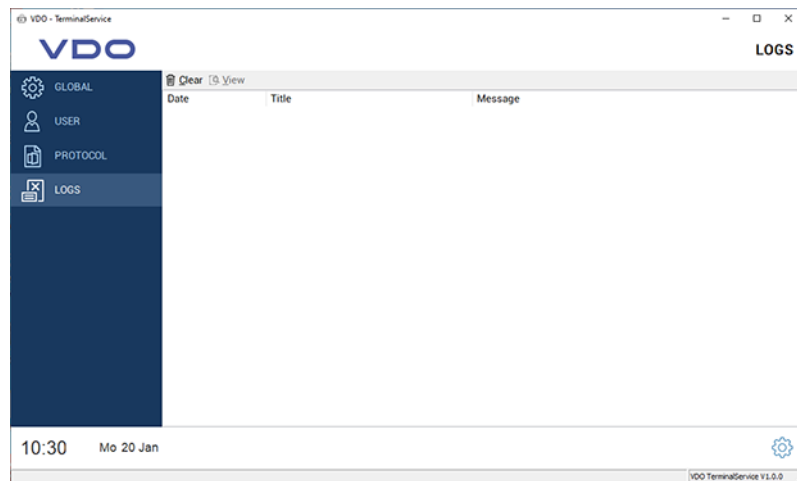 VDO - TerminalService
VDO
LOGS
GLOBAL
USER
PROTOCOL
LOGS
Clear View
Date Title Message
10:30 Mo 20 Jan
VDO TerminalService V1.0.0